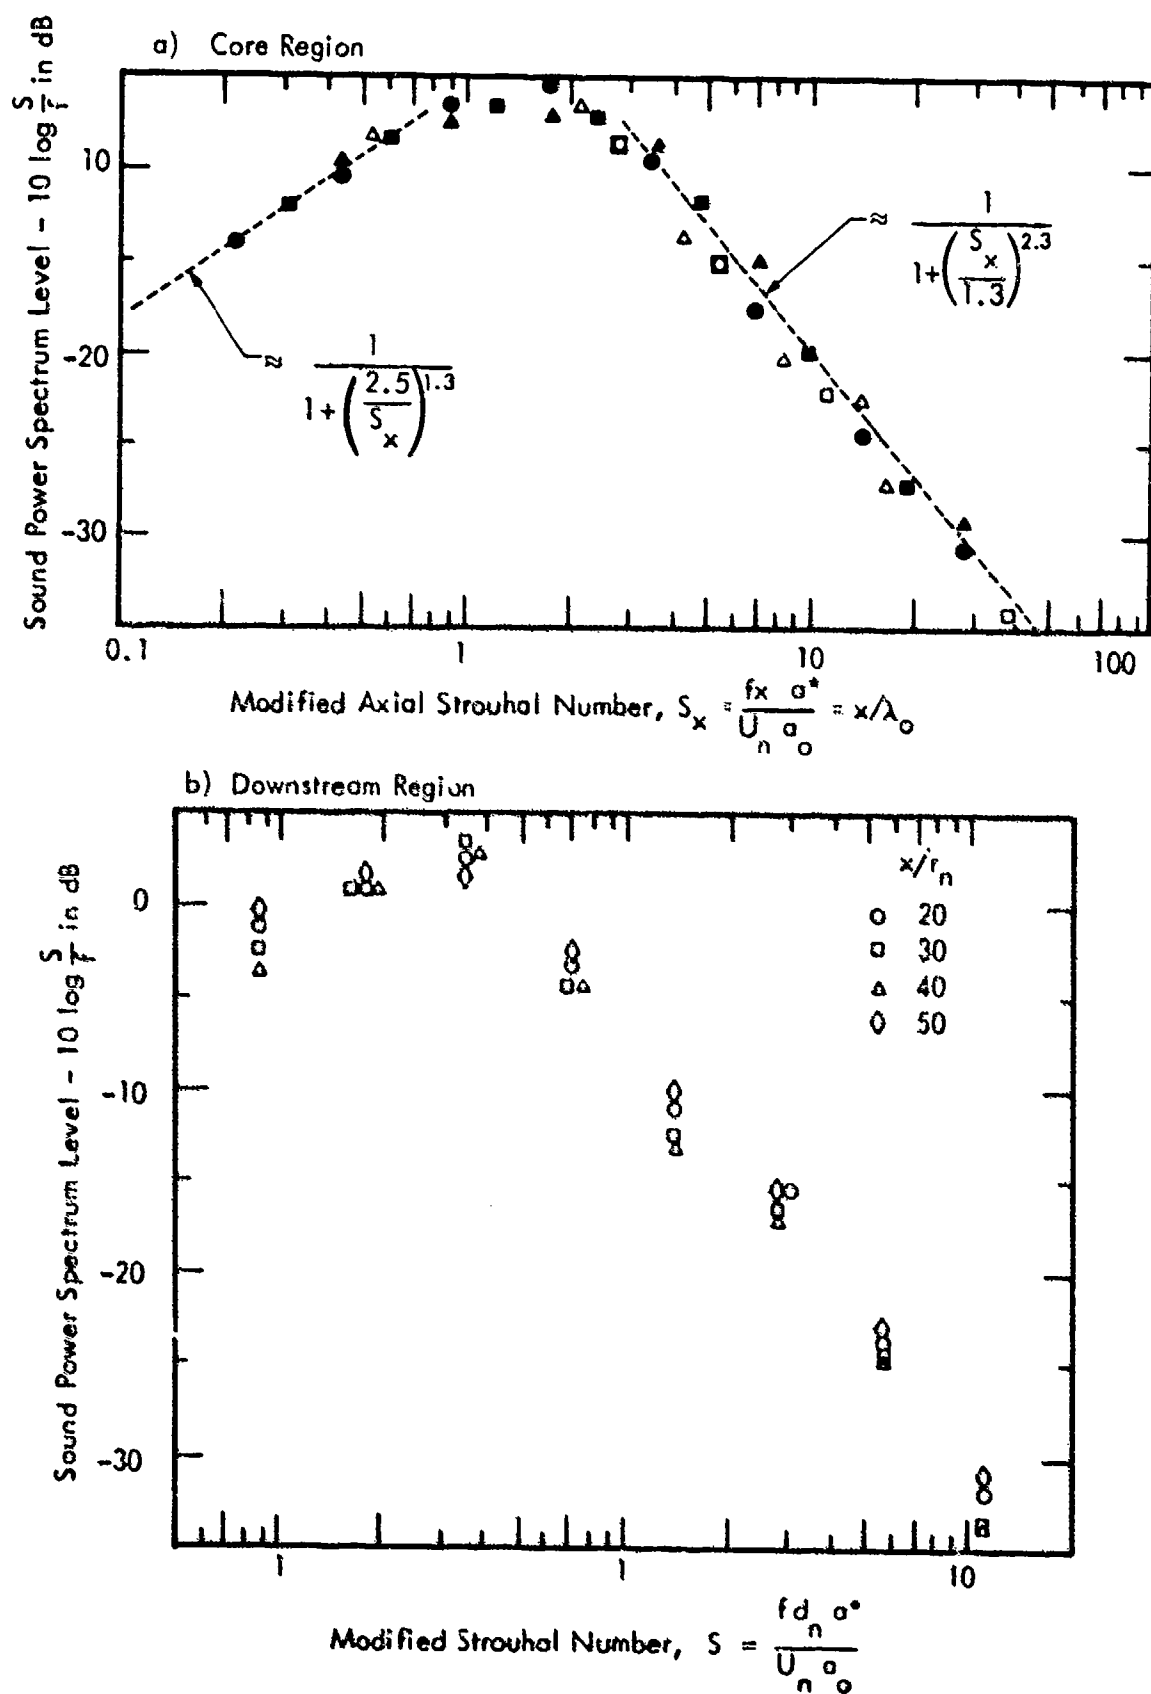 a) Core Region
Sound Power Spectrum Level – 10 log S/f in dB
10
-20
-30
≈ 1 / 1+(2.5/S_x)^1.3
≈ 1 / 1+(S_x/1.3)^2.3
0.1 1 10 100
Modified Axial Strouhal Number, S_x = fx a* / U_n a_o = x/λ_o
b) Downstream Region
Sound Power Spectrum Level – 10 log S/f in dB
0
-10
-20
-30
x/r_n
○ 20
□ 30
△ 40
◊ 50
1 1 10
Modified Strouhal Number, S = f d_n a* / U_n a_o